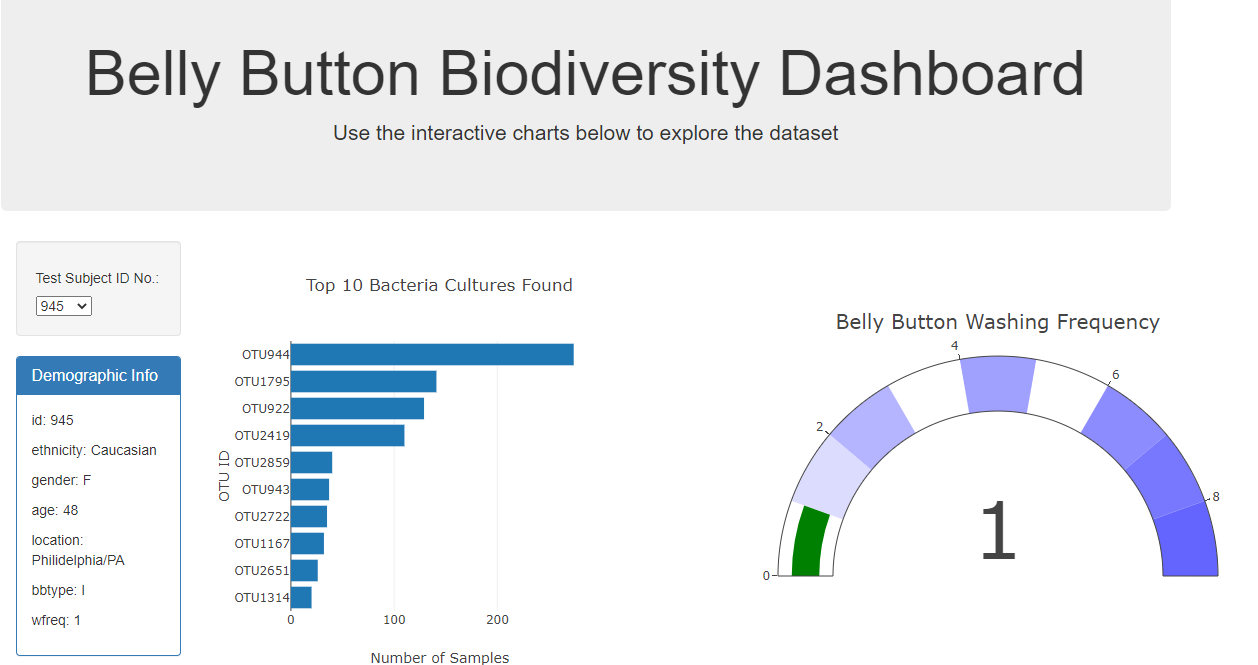 Belly Button Biodiversity Dashboard
Use the interactive charts below to explore the dataset
Test Subject ID No.:
945
Demographic Info
id: 945
ethnicity: Caucasian
gender: F
age: 48
location:
Philidelphia/PA
bbtype: I
wfreq: 1
Top 10 Bacteria Cultures Found
OTU ID
OTU944
OTU1795
OTU922
OTU2419
OTU2859
OTU943
OTU2722
OTU1167
OTU2651
OTU1314
0 100 200
Number of Samples
Belly Button Washing Frequency
0
2
4
6
8
1